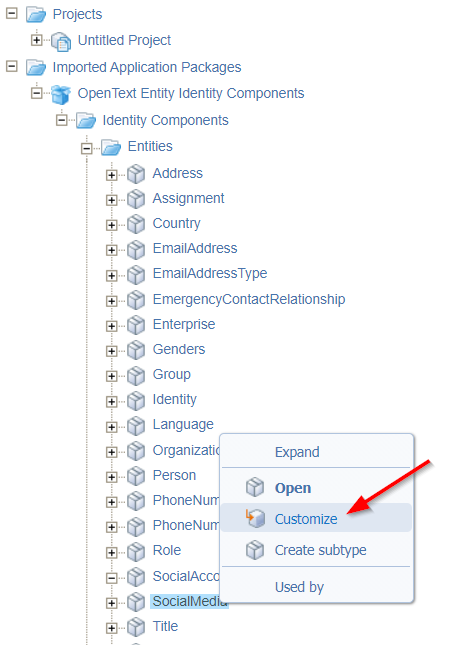 Projects
Untitled Project
Imported Application Packages
OpenText Entity Identity Components
Identity Components
Entities
Address
Assignment
Country
EmailAddress
EmailAddressType
EmergencyContactRelationship
Enterprise
Genders
Group
Identity
Language
Organizatio
Person
PhoneNum
PhoneNum
Role
SocialAcco
SocialMedia
Title
Expand
Open
Customize
Create subtype
Used by